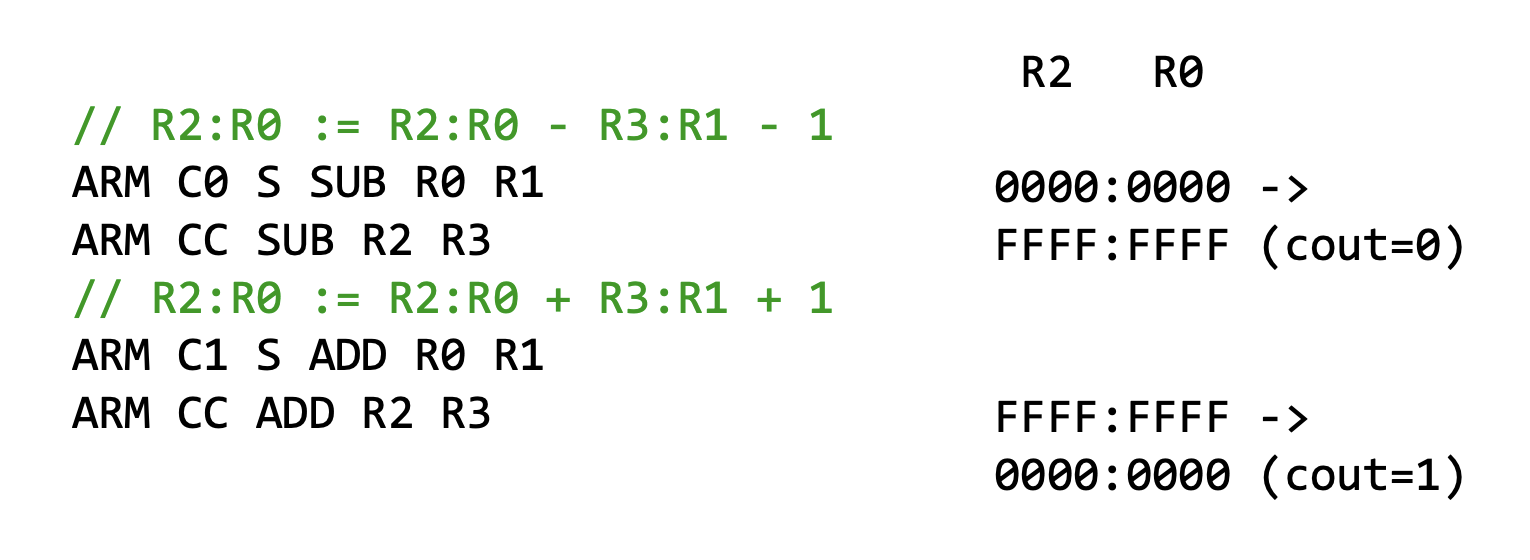 R2 R0
// R2:R0 := R2:R0 - R3:R1 - 1
ARM C0 S SUB R0 R1
0000:0000 ->
ARM CC SUB R2 R3
FFFF:FFFF (cout=0)
// R2:R0 := R2:R0 + R3:R1 + 1
ARM C1 S ADD R0 R1
ARM CC ADD R2 R3
FFFF:FFFF ->
0000:0000 (cout=1)